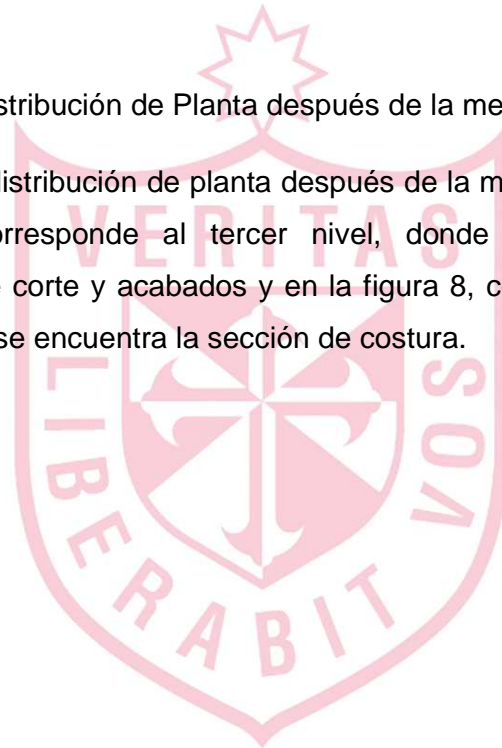 stribución de Planta después de la me
istribución de planta después de la m
orresponde al tercer nivel, donde
corte y acabados y en la figura 8, c
se encuentra la sección de costura.
VERITAS
LIBERABIT
VOS